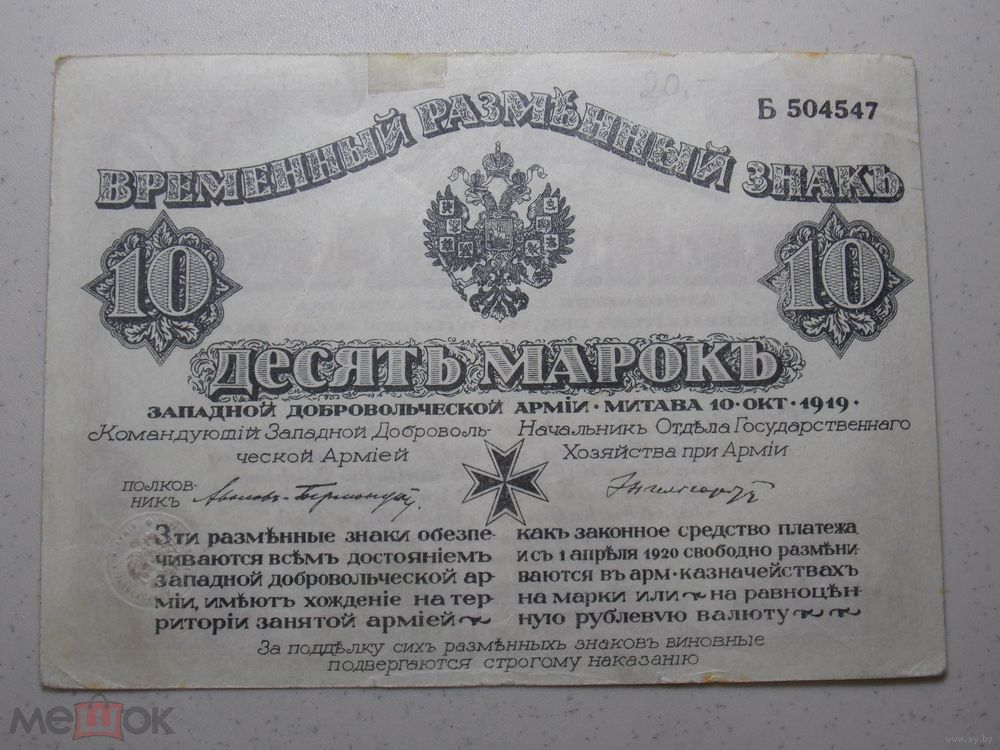 20.-
Б 504547
ВРЕМЕННЫЙ РАЗМѢННЫЙ ЗНАКЪ
10 10
ДЕСЯТЬ МАРОКЪ
ЗАПАДНОЙ ДОБРОВОЛЬЧЕСКОЙ АРМІИ · МИТАВА 10 · ОКТ · 1919 ·
Командующій Западной Доброволь-
ческой Арміей
Начальник Отдѣла Государственнаго
Хозяйства при Арміи
ПОЛКОВ-
НИКЪ Авалов-Бермондт
Эти размѣнные знаки обезпе-
чиваются всѣмъ достояніемъ
западной добровольческой ар-
міи, имѣютъ хожденіе на тер-
риторіи занятой арміей
какъ законное средство платежа
и съ 1 апрѣля 1920 свободно размѣни-
ваются въ арм · казначействахъ
на марки или на равноцѣн-
ную рублевую валюту
За поддѣлку сихъ размѣнныхъ знаковъ виновные
подвергаются строгому наказанію
мешок
www.ay.by